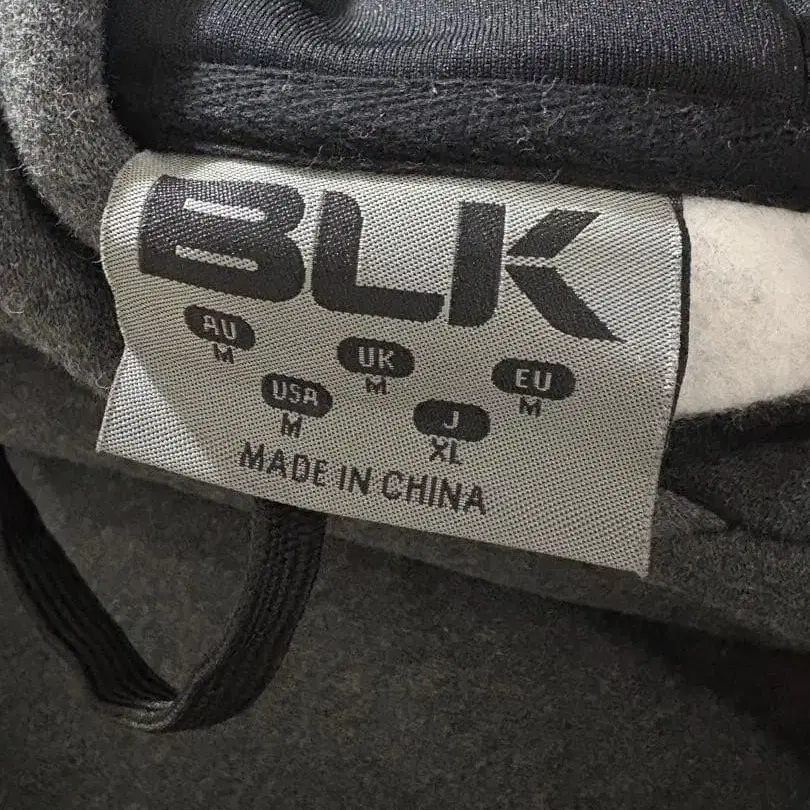 BLK
AU UK EU
M M M
USA J
M XL
MADE IN CHINA